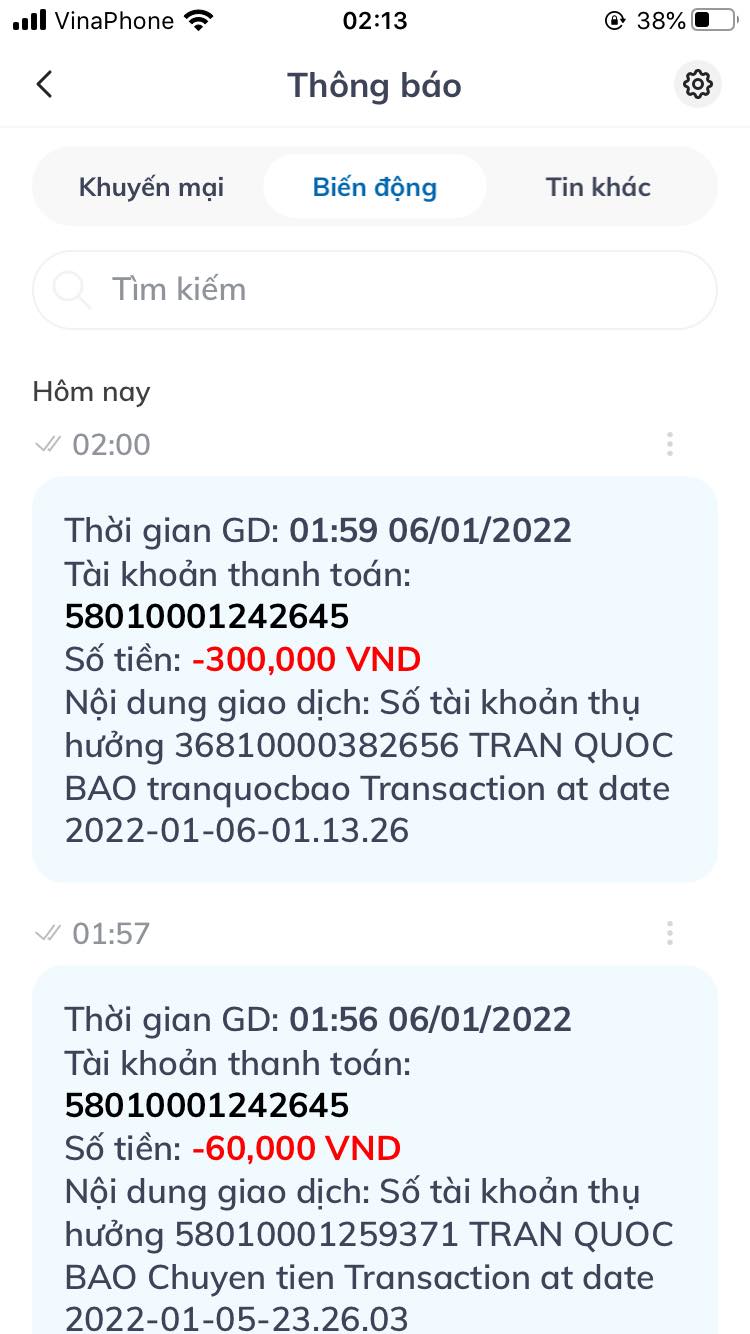 VinaPhone 02:13 38%
Thông báo
Khuyến mại Biến động Tin khác
Tìm kiếm
Hôm nay
02:00
Thời gian GD: 01:59 06/01/2022
Tài khoản thanh toán:
58010001242645
Số tiền: -300,000 VND
Nội dung giao dịch: Số tài khoản thụ
hưởng 36810000382656 TRAN QUOC
BAO tranquocbao Transaction at date
2022-01-06-01.13.26
01:57
Thời gian GD: 01:56 06/01/2022
Tài khoản thanh toán:
58010001242645
Số tiền: -60,000 VND
Nội dung giao dịch: Số tài khoản thụ
hưởng 58010001259371 TRAN QUOC
BAO Chuyen tien Transaction at date
2022-01-05-23.26.03